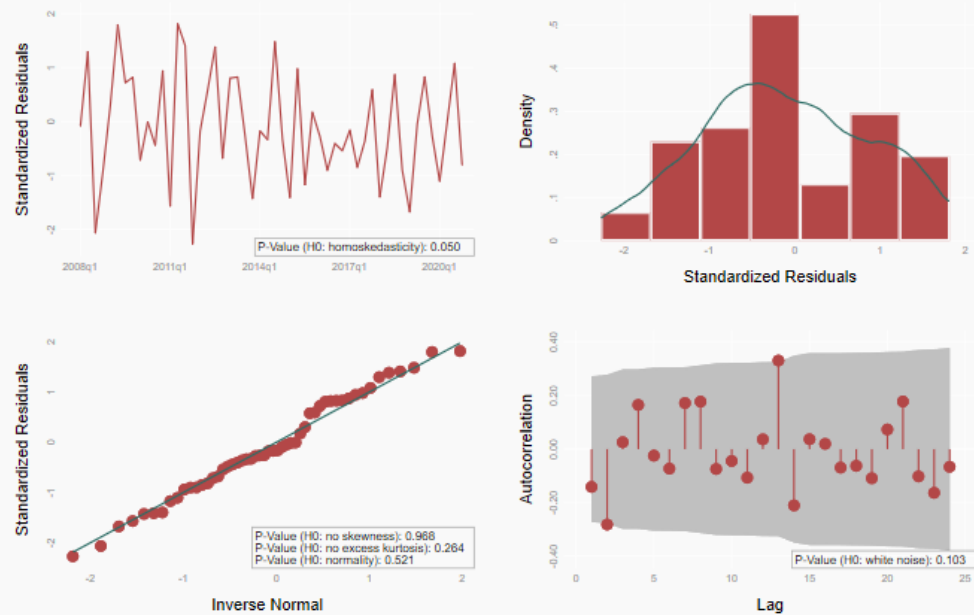 Standardized Residuals
2
1
0
-1
-2
P-Value (H0: homoskedasticity): 0.050
2008q1 2011q1 2014q1 2017q1 2020q1
Density
.5
.4
.3
.2
.1
0
-2 -1 0 1 2
Standardized Residuals
Standardized Residuals
2
1
0
-1
-2
P-Value (H0: no skewness): 0.968
P-Value (H0: no excess kurtosis): 0.264
P-Value (H0: normality): 0.521
-2 -1 0 1 2
Inverse Normal
Autocorrelation
0.40
0.20
0.00
-0.20
-0.40
P-Value (H0: white noise): 0.103
0 5 10 15 20 25
Lag